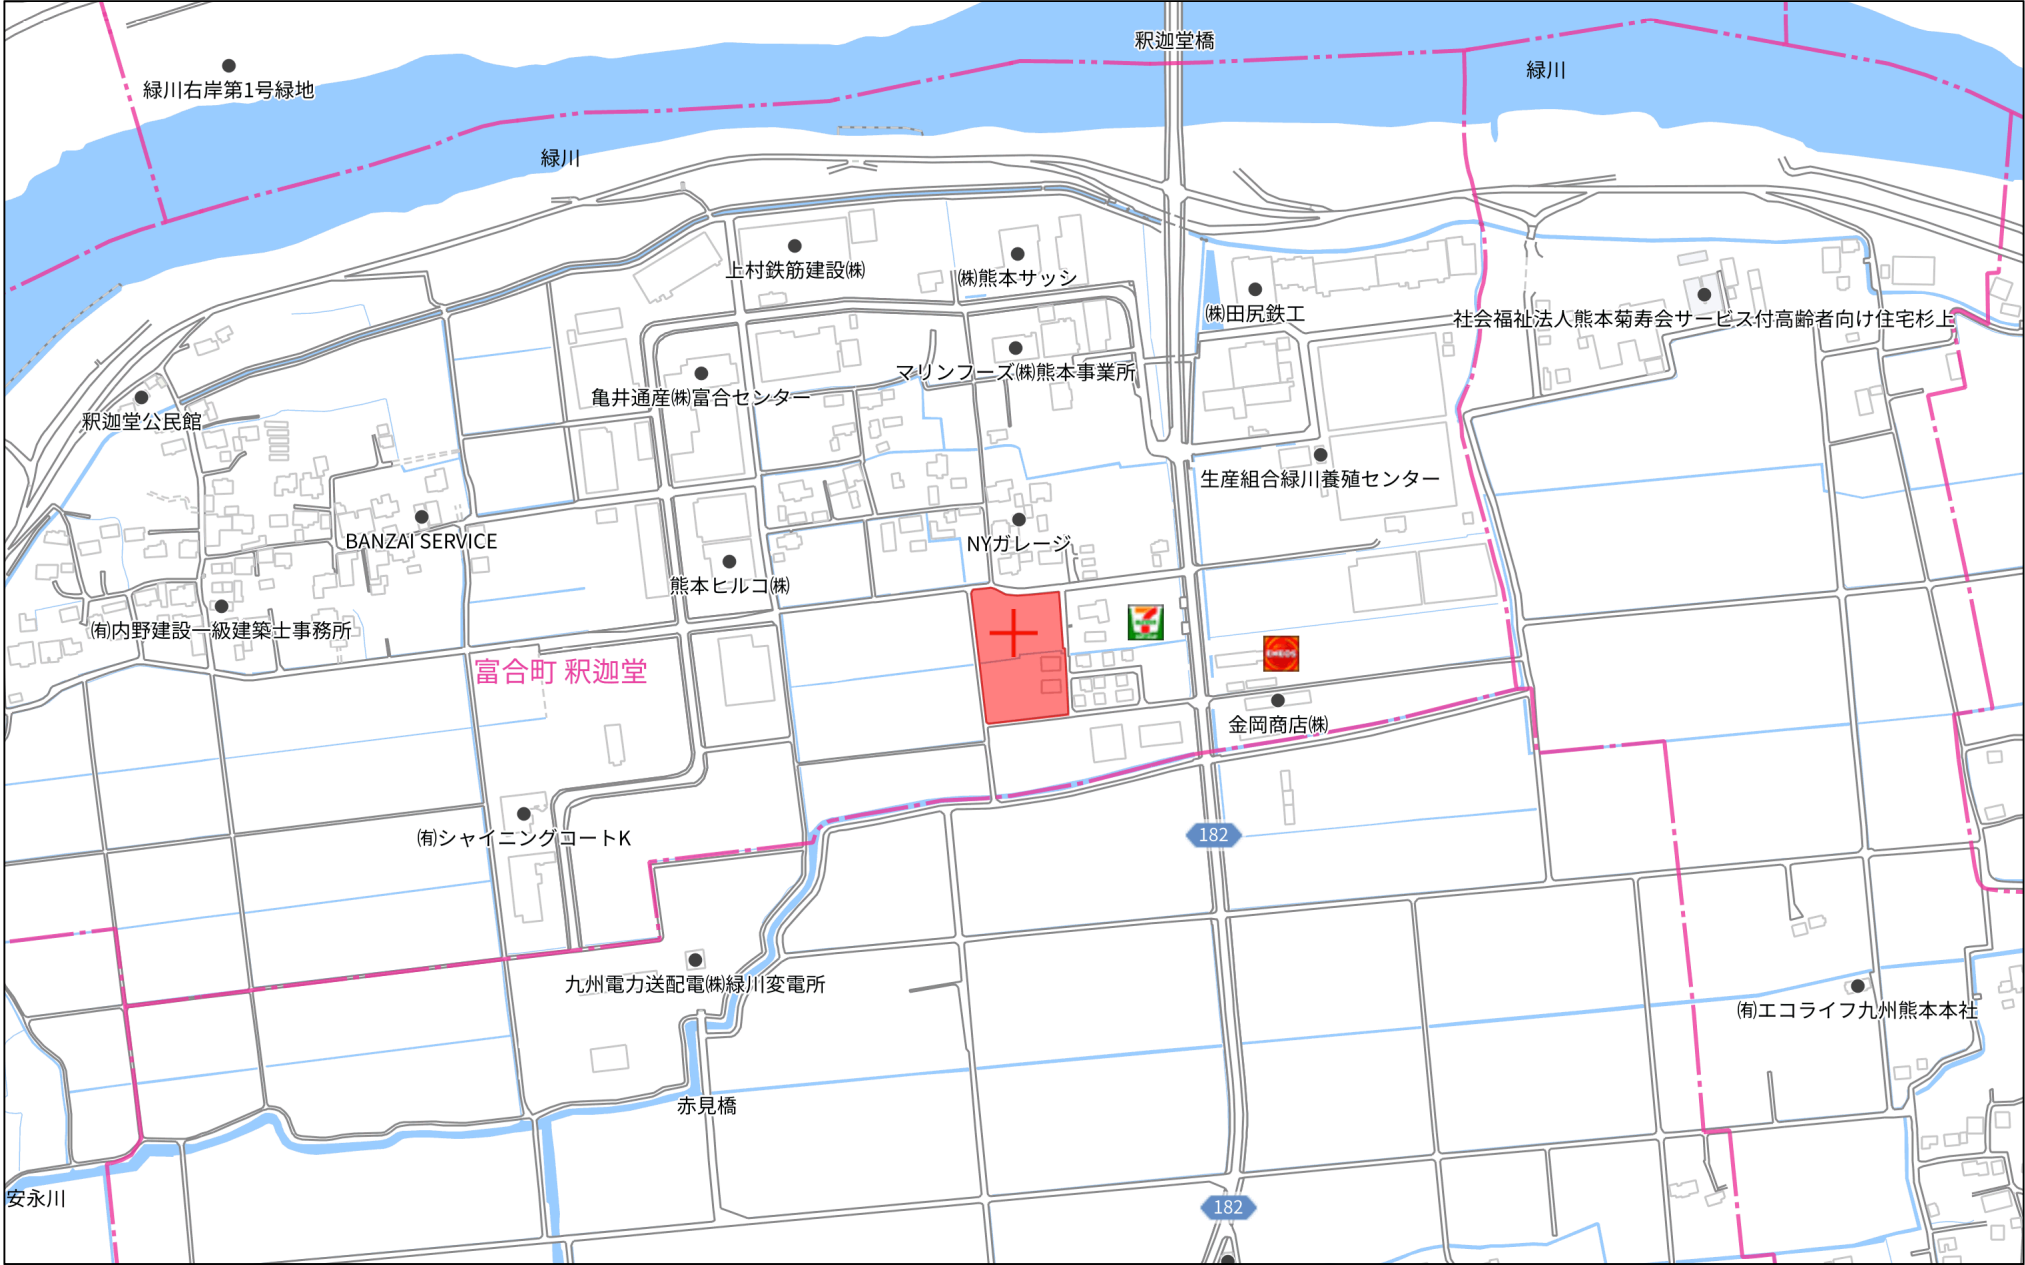 釈迦堂橋
緑川
緑川右岸第1号緑地
緑川
上村鉄筋建設㈱
㈱熊本サッシ
㈱田尻鉄工
社会福祉法人熊本菊寿会サービス付高齢者向け住宅杉上
マリンフーズ㈱熊本事業所
亀井通産㈱富合センター
釈迦堂公民館
生産組合緑川養殖センター
BANZAI SERVICE
NYガレージ
熊本ヒルコ㈱
㈲内野建設一級建築士事務所
7
ENEOS
富合町 釈迦堂
金岡商店㈱
182
㈲シャイニングコートK
九州電力送配電㈱緑川変電所
㈲エコライフ九州熊本本社
赤見橋
安永川
182